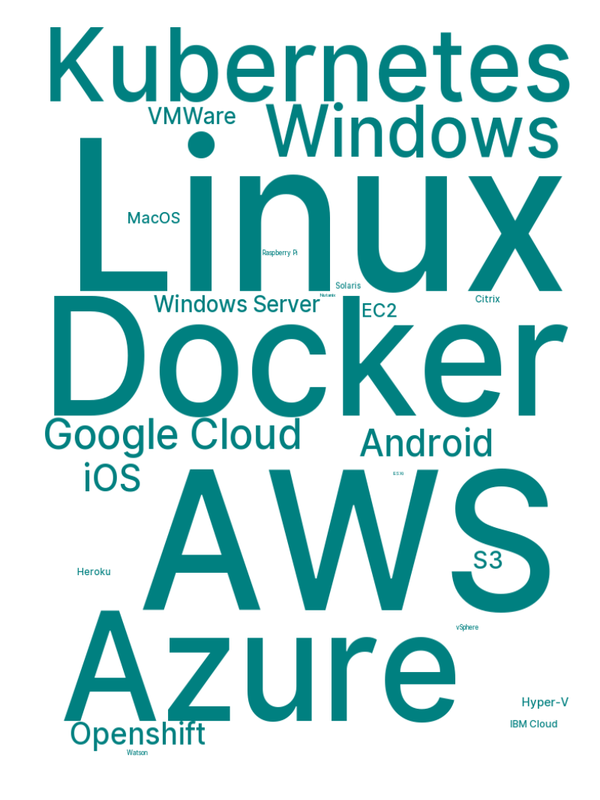 Kubernetes
VMWare
Windows
Linux
MacOS
Raspberry Pi
Solaris
Windows Server
Citrix
EC2
Docker
Google Cloud
Android
iOS
AWS
S3
Heroku
Azure
vSphere
Hyper-V
IBM Cloud
Openshift
Watson